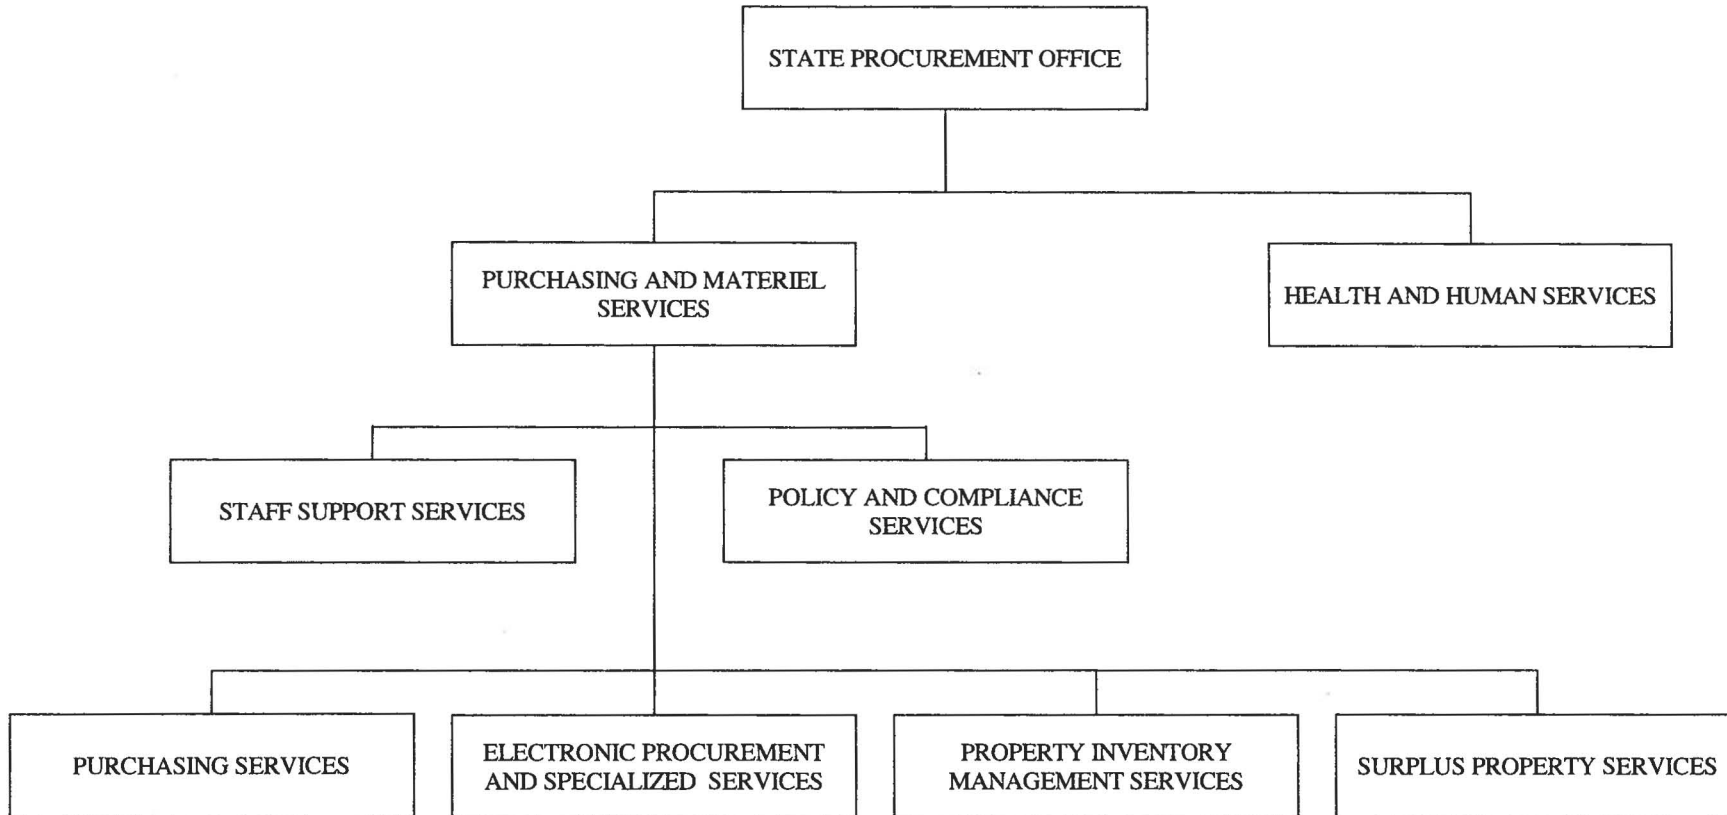 STATE PROCUREMENT OFFICE
PURCHASING AND MATERIEL
SERVICES
HEALTH AND HUMAN SERVICES
STAFF SUPPORT SERVICES
POLICY AND COMPLIANCE
SERVICES
PURCHASING SERVICES
ELECTRONIC PROCUREMENT
AND SPECIALIZED SERVICES
PROPERTY INVENTORY
MANAGEMENT SERVICES
SURPLUS PROPERTY SERVICES